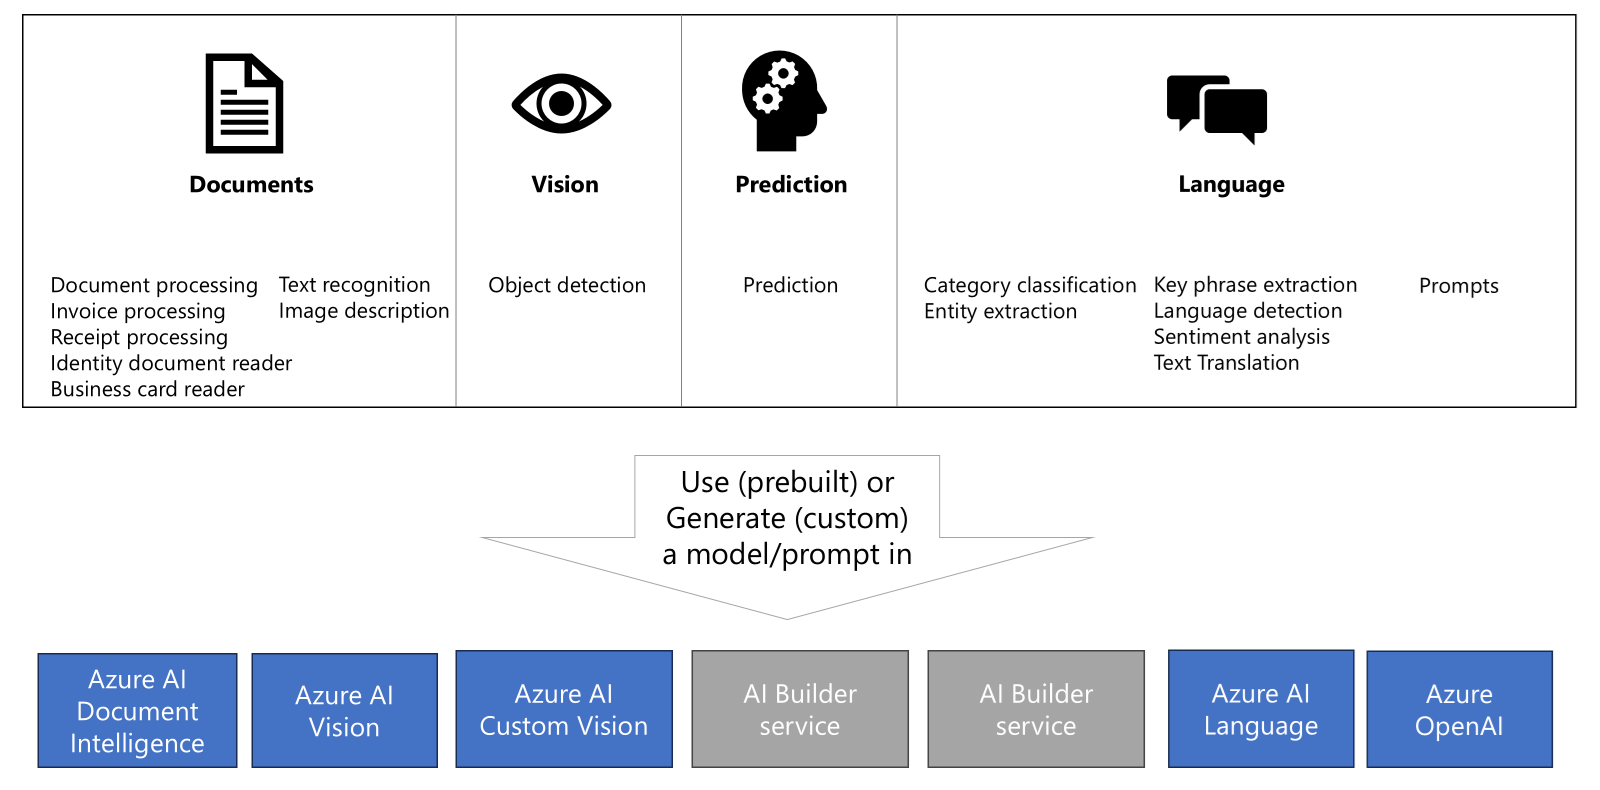 Documents
Document processing
Invoice processing
Receipt processing
Identity document reader
Business card reader
Text recognition
Image description
Vision
Object detection
Prediction
Prediction
Language
Category classification
Entity extraction
Key phrase extraction
Language detection
Sentiment analysis
Text Translation
Prompts
Use (prebuilt) or
Generate (custom)
a model/prompt in
Azure AI
Document
Intelligence
Azure AI
Vision
Azure AI
Custom Vision
AI Builder
service
AI Builder
service
Azure AI
Language
Azure
OpenAI